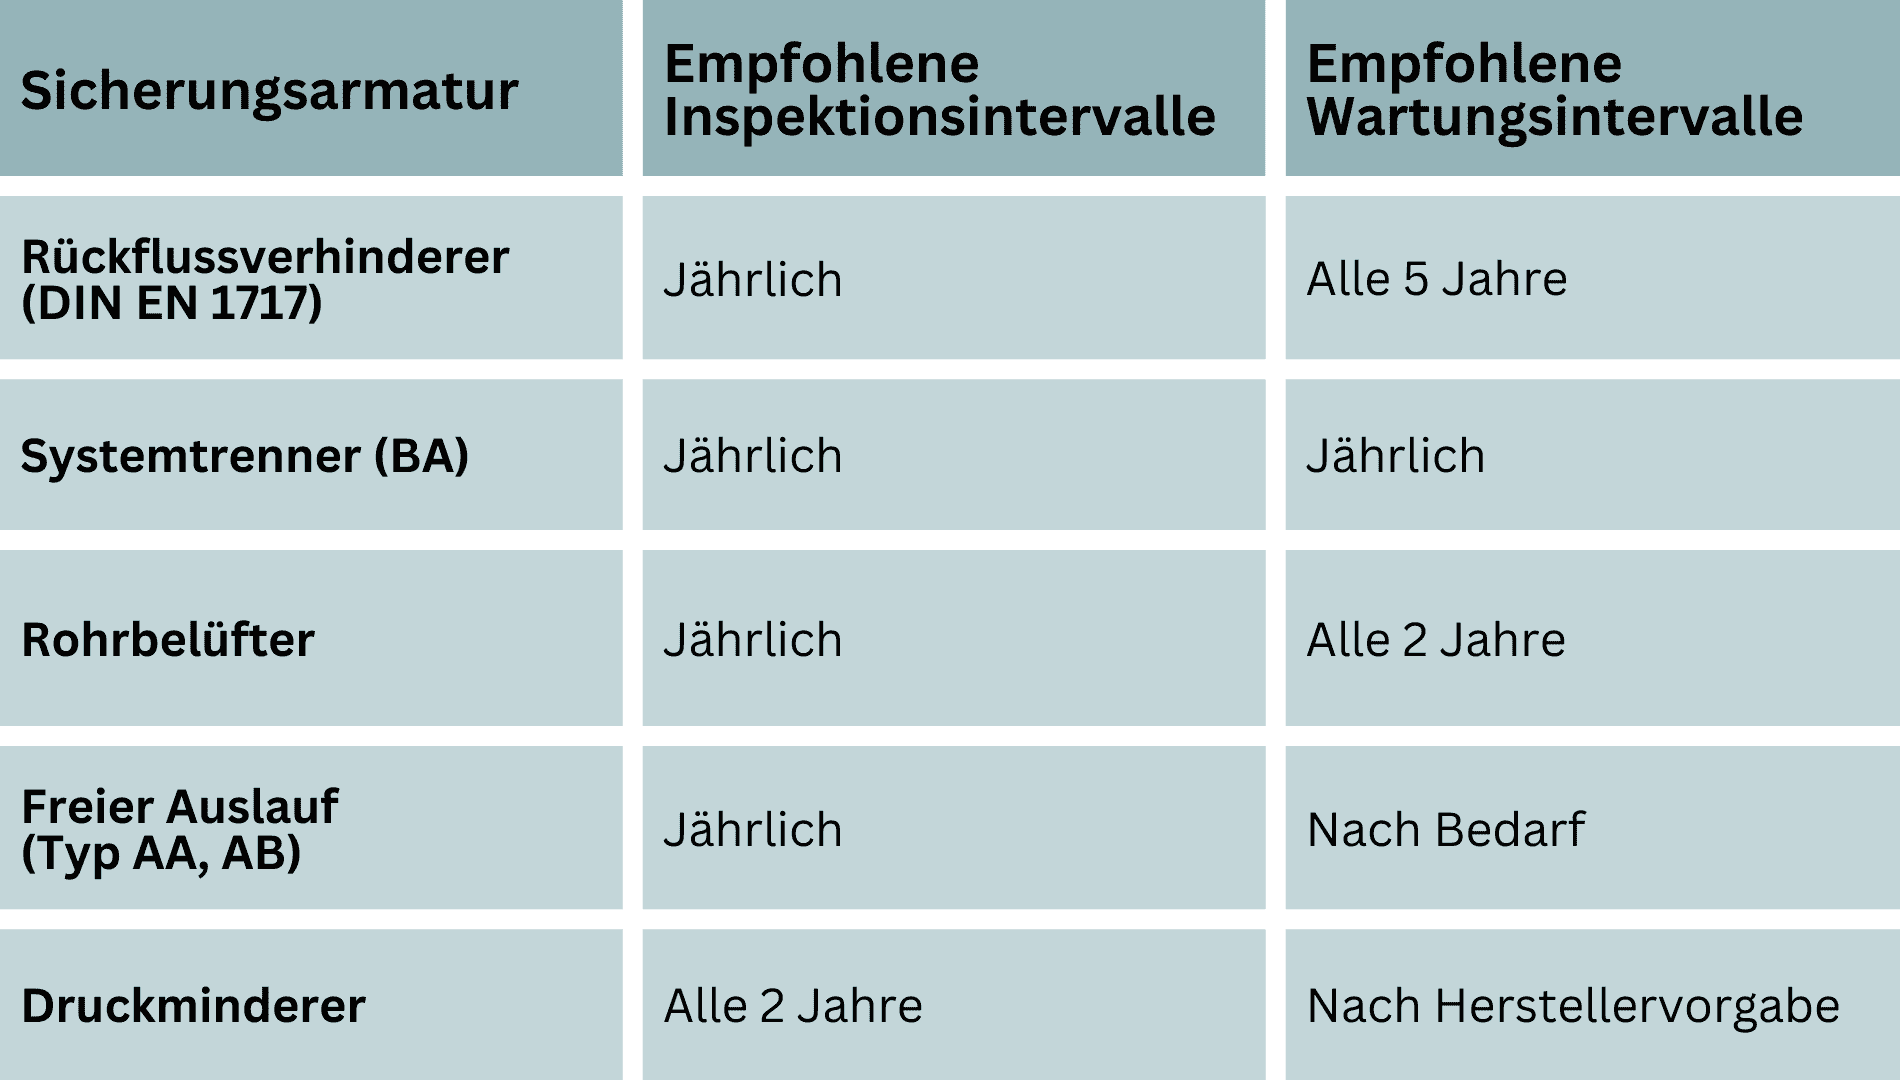 Sicherungsarmatur
Empfohlene
Inspektionsintervalle
Empfohlene
Wartungsintervalle
Rückflussverhinderer
(DIN EN 1717)
Jährlich
Alle 5 Jahre
Systemtrenner (BA)
Jährlich
Jährlich
Rohrbelüfter
Jährlich
Alle 2 Jahre
Freier Auslauf
(Typ AA, AB)
Jährlich
Nach Bedarf
Druckminderer
Alle 2 Jahre
Nach Herstellervorgabe